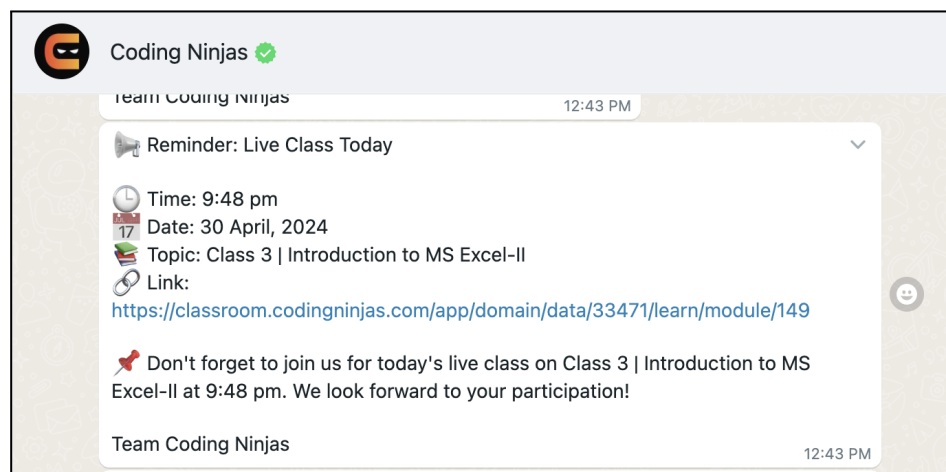 Coding Ninjas
Team Coding Ninjas
12:43 PM
📢 Reminder: Live Class Today
🕒 Time: 9:48 pm
📅 Date: 30 April, 2024
📚 Topic: Class 3 | Introduction to MS Excel-II
🔗 Link:
https://classroom.codingninjas.com/app/domain/data/33471/learn/module/149
📌 Don't forget to join us for today's live class on Class 3 | Introduction to MS
Excel-II at 9:48 pm. We look forward to your participation!
Team Coding Ninjas
12:43 PM